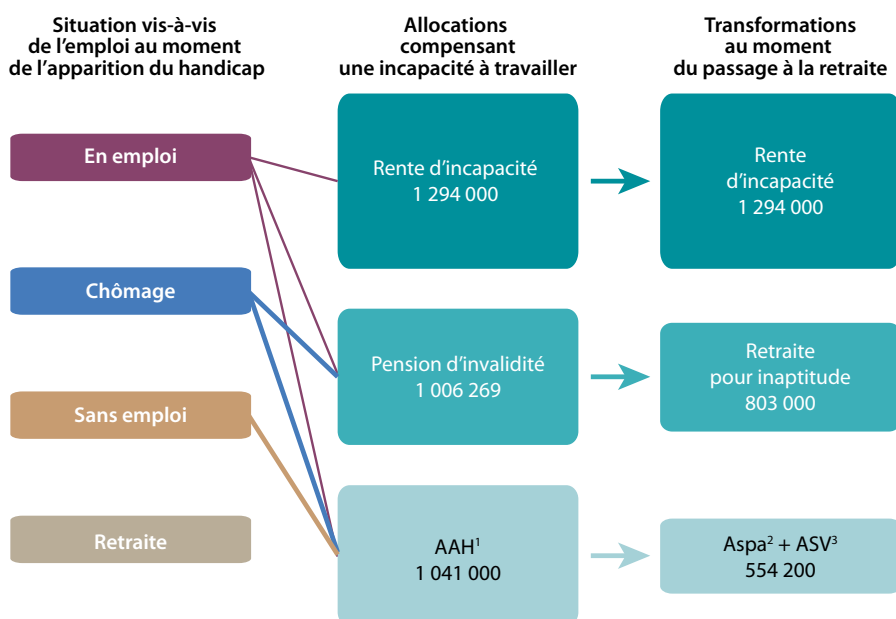 Situation vis-à-vis
de l’emploi au moment
de l’apparition du handicap
Allocations
compensant
une incapacité à travailler
Transformations
au moment
du passage à la retraite
En emploi
Chômage
Sans emploi
Retraite
Rente d’incapacité
1 294 000
Pension d’invalidité
1 006 269
AAH¹
1 041 000
Rente
d’incapacité
1 294 000
Retraite
pour inaptitude
803 000
Aspa² + ASV³
554 200